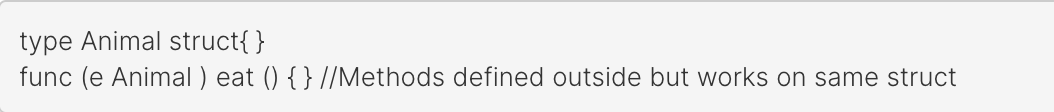 type Animal struct{ }
func (e Animal ) eat () { } //Methods defined outside but works on same struct